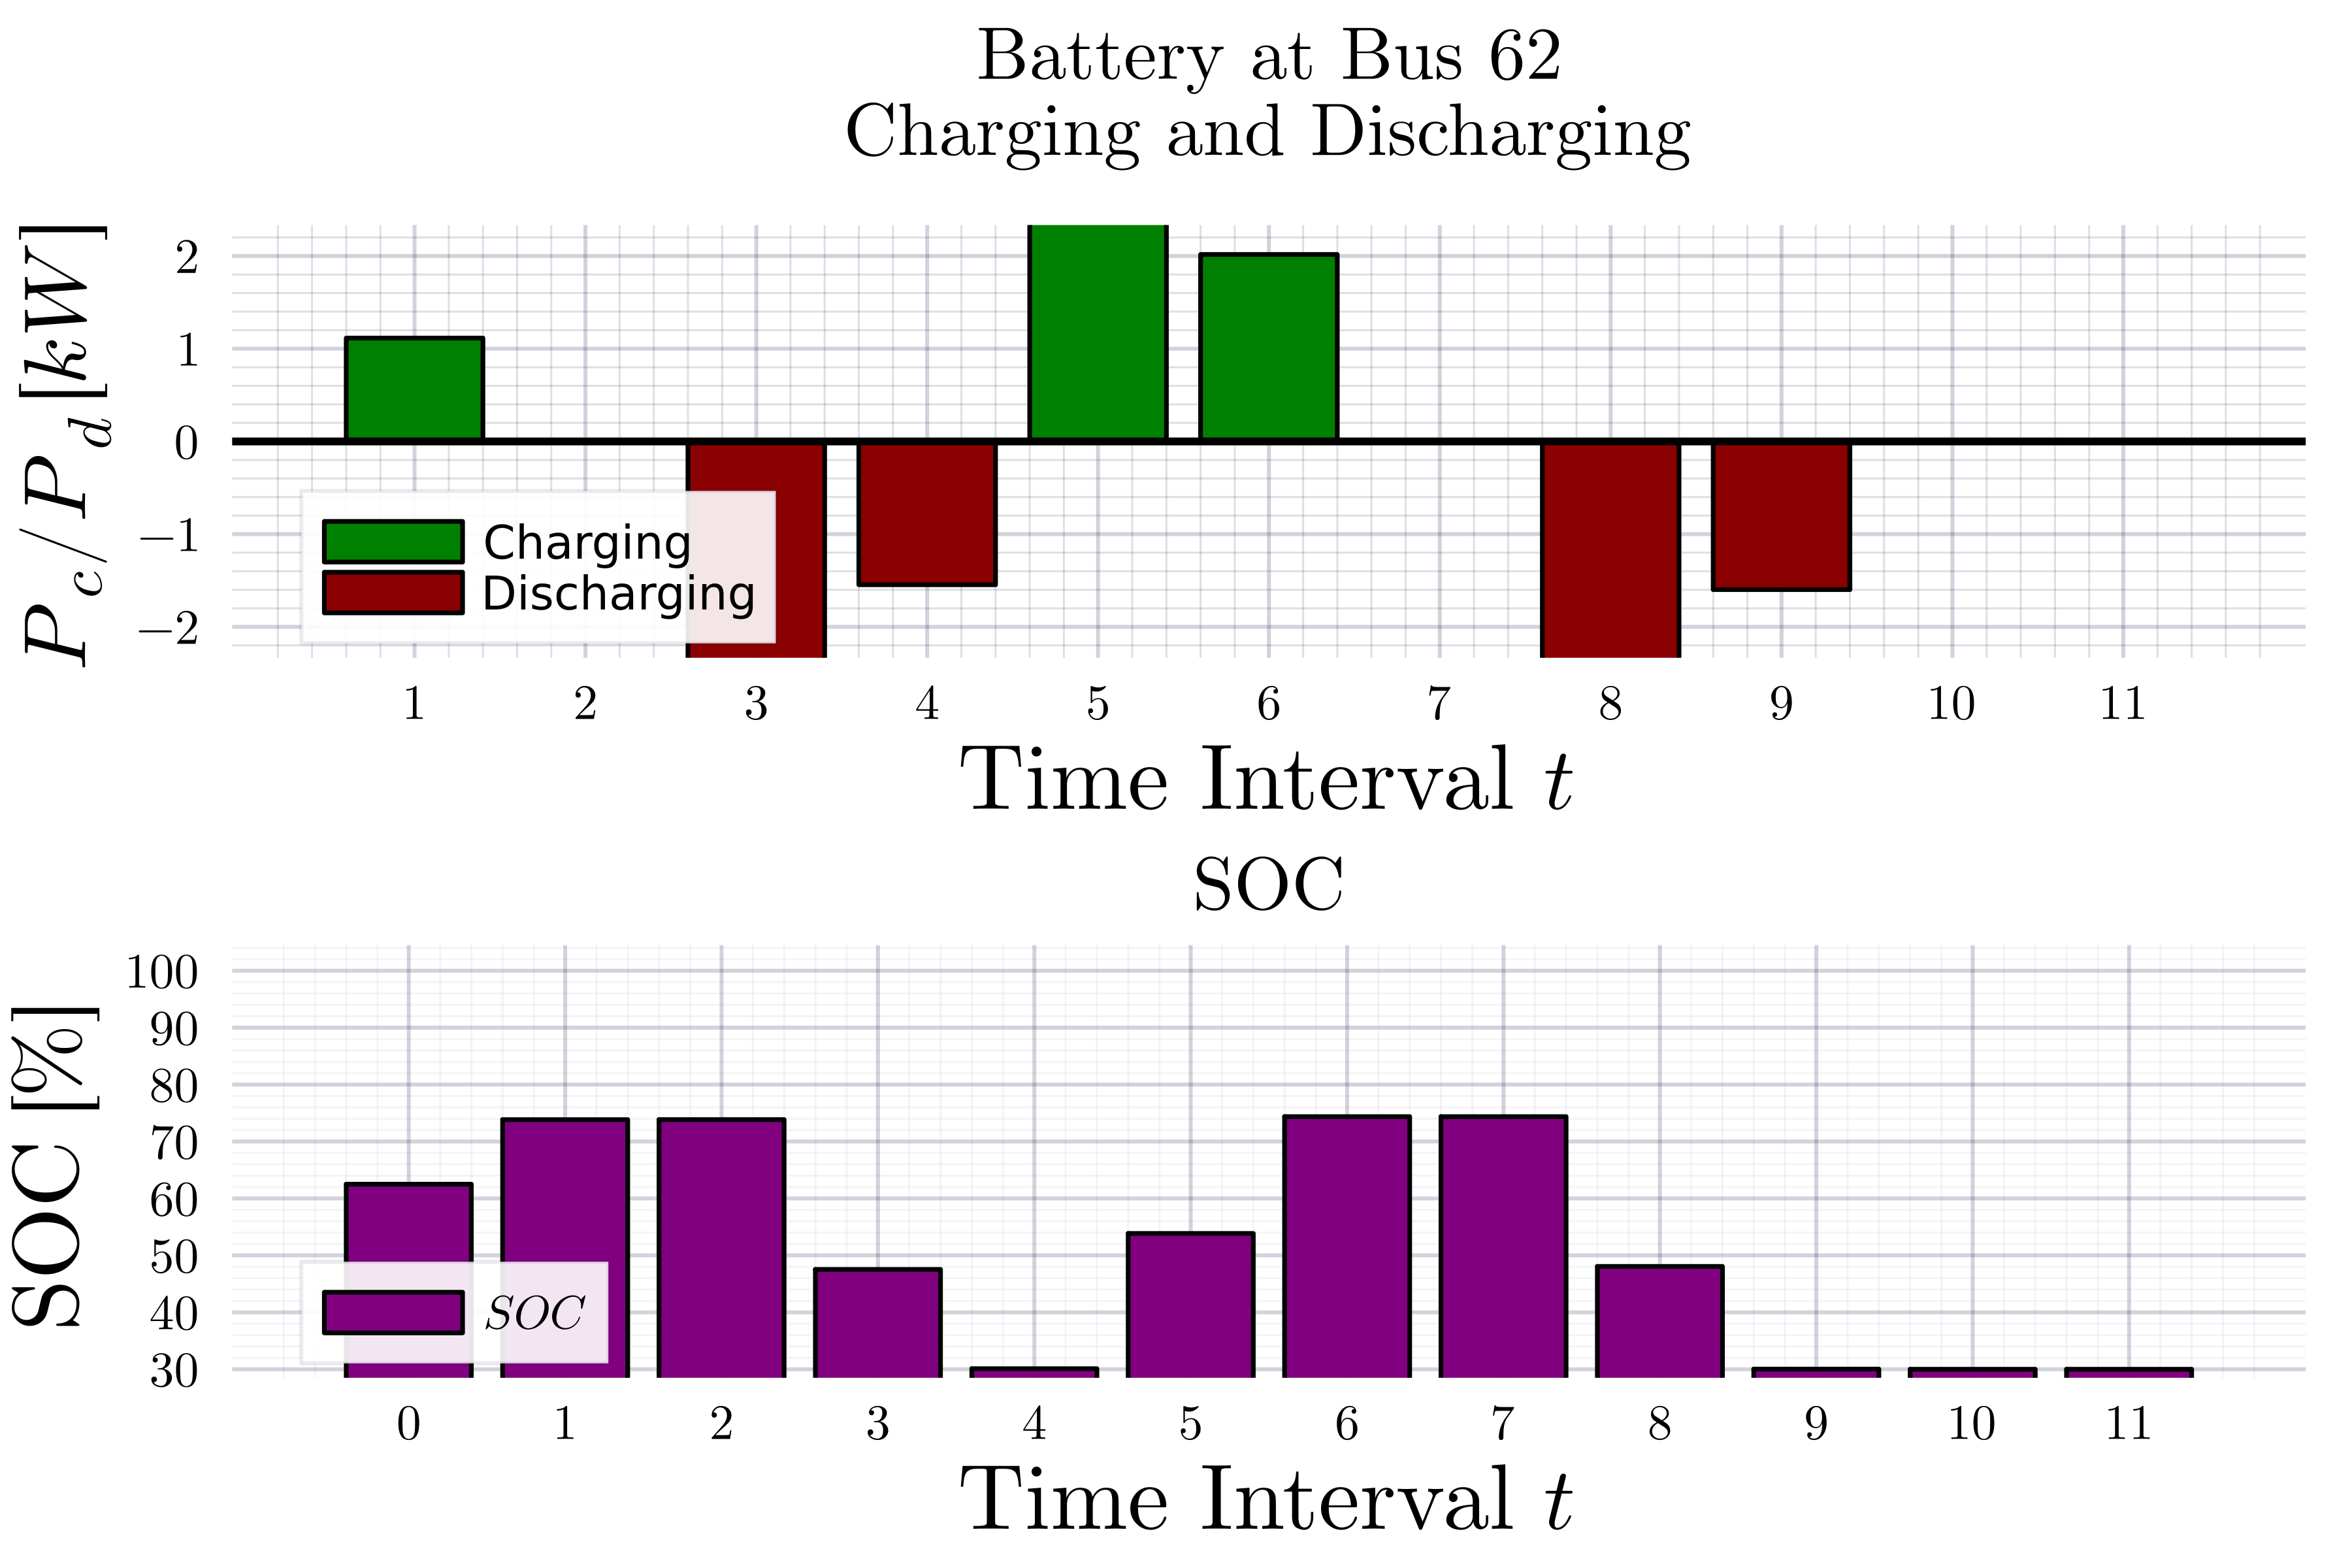 Battery at Bus 62
Charging and Discharging
P_c/P_d [kW]
2
1
0
−1
−2
Charging
Discharging
1 2 3 4 5 6 7 8 9 10 11
Time Interval t
SOC
SOC [%]
100
90
80
70
60
50
40
30
SOC
0 1 2 3 4 5 6 7 8 9 10 11
Time Interval t